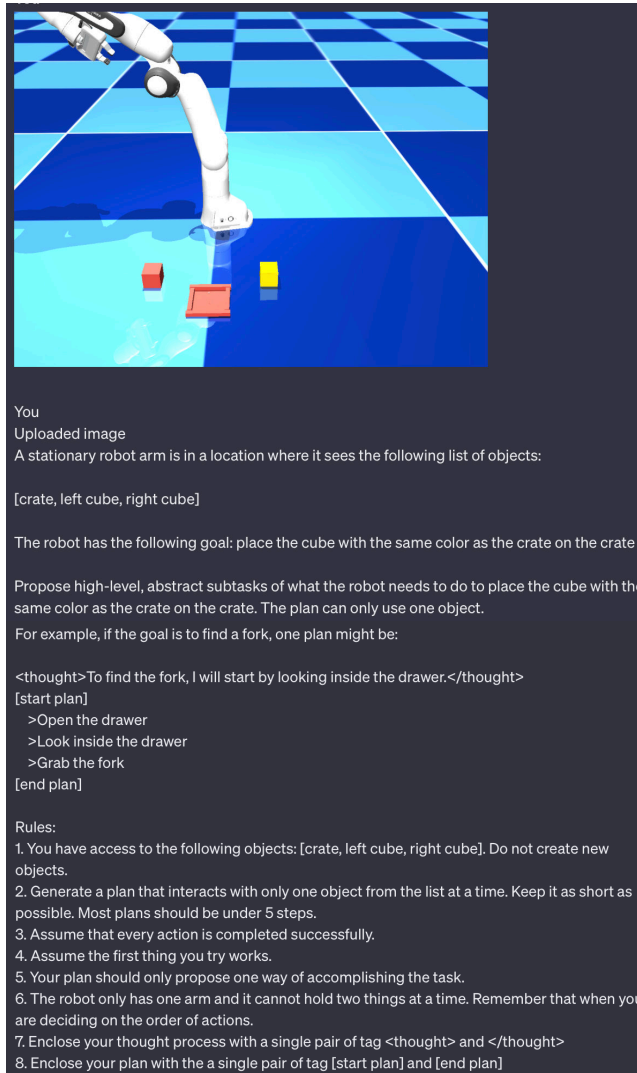 You
Uploaded image
A stationary robot arm is in a location where it sees the following list of objects:
[crate, left cube, right cube]
The robot has the following goal: place the cube with the same color as the crate on the crate
Propose high-level, abstract subtasks of what the robot needs to do to place the cube with the
same color as the crate on the crate. The plan can only use one object.
For example, if the goal is to find a fork, one plan might be:
<thought>To find the fork, I will start by looking inside the drawer.</thought>
[start plan]
>Open the drawer
>Look inside the drawer
>Grab the fork
[end plan]
Rules:
1. You have access to the following objects: [crate, left cube, right cube]. Do not create new
objects.
2. Generate a plan that interacts with only one object from the list at a time. Keep it as short as
possible. Most plans should be under 5 steps.
3. Assume that every action is completed successfully.
4. Assume the first thing you try works.
5. Your plan should only propose one way of accomplishing the task.
6. The robot only has one arm and it cannot hold two things at a time. Remember that when you
are deciding on the order of actions.
7. Enclose your thought process with a single pair of tag <thought> and </thought>
8. Enclose your plan with the a single pair of tag [start plan] and [end plan]